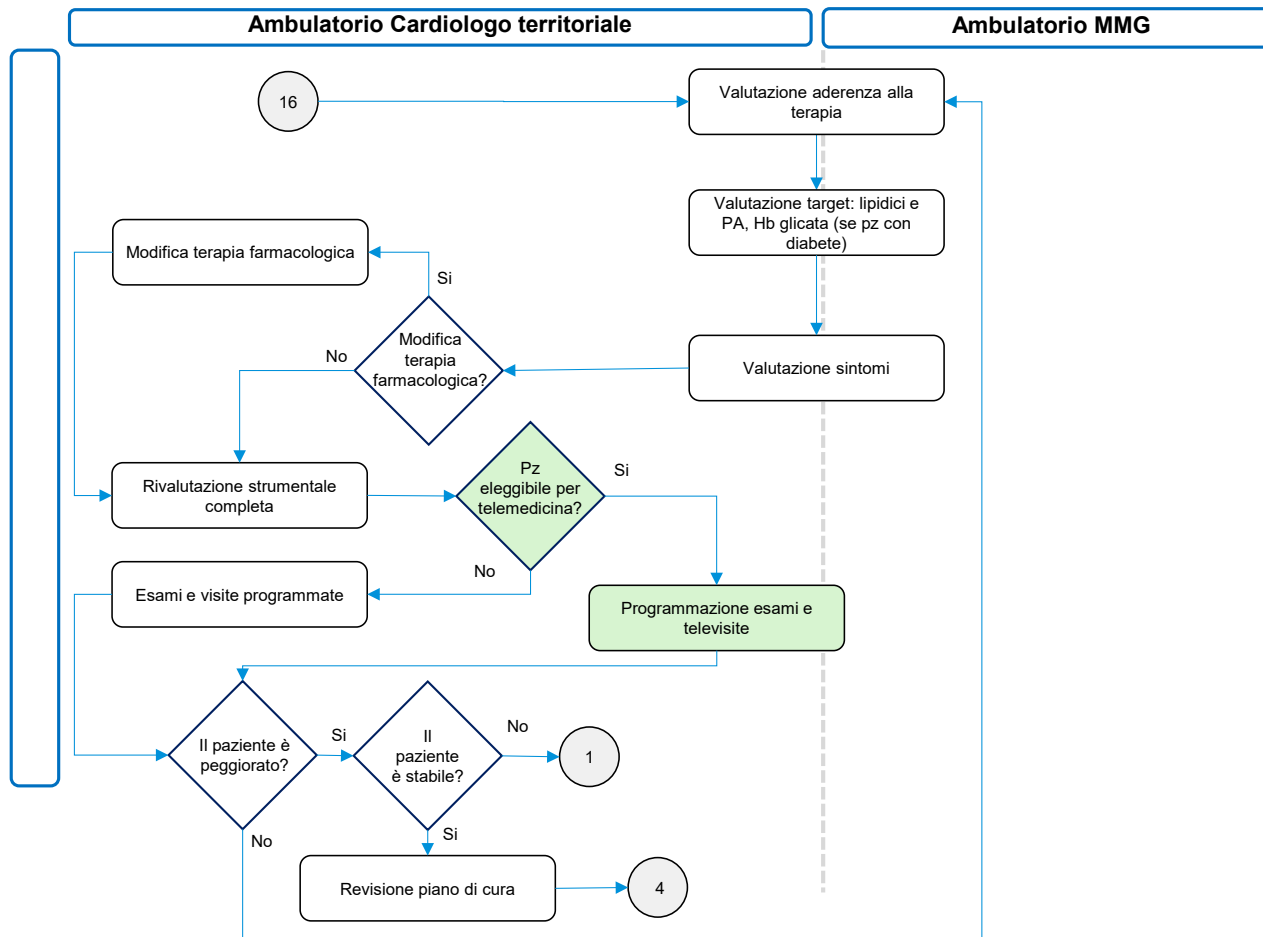 Ambulatorio Cardiologo territoriale
Ambulatorio MMG
16
Valutazione aderenza alla
terapia
Valutazione target: lipidici e
PA, Hb glicata (se pz con
diabete)
Modifica terapia farmacologica
Si
Modifica
terapia
farmacologica?
No
Valutazione sintomi
Rivalutazione strumentale
completa
Pz
eleggibile per
telemedicina?
Si
No
Esami e visite programmate
Programmazione esami e
televisite
Il paziente è
peggiorato?
Si
Il
paziente
è stabile?
No
1
No
Si
Revisione piano di cura
4